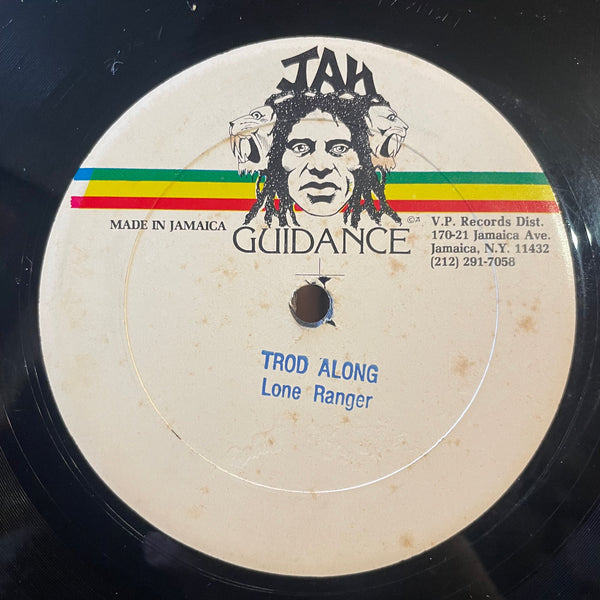 JAH
MADE IN JAMAICA
GUIDANCE
V.P. Records Dist.
170-21 Jamaica Ave.
Jamaica, N.Y. 11432
(212) 291-7058
TROD ALONG
Lone Ranger